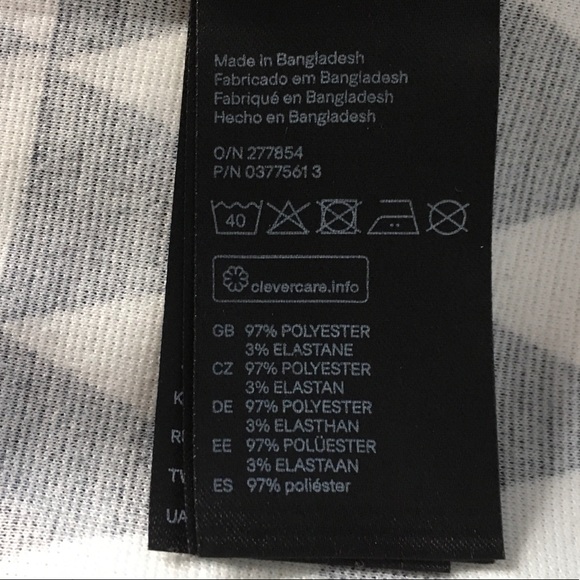 Made in Bangladesh
Fabricado em Bangladesh
Fabriqué en Bangladesh
Hecho en Bangladesh
O/N 277854
P/N 0377561 3
40
clevercare.info
GB 97% POLYESTER
3% ELASTANE
CZ 97% POLYESTER
3% ELASTAN
DE 97% POLYESTER
3% ELASTHAN
EE 97% POLÜESTER
3% ELASTAAN
ES 97% poliéster
UA